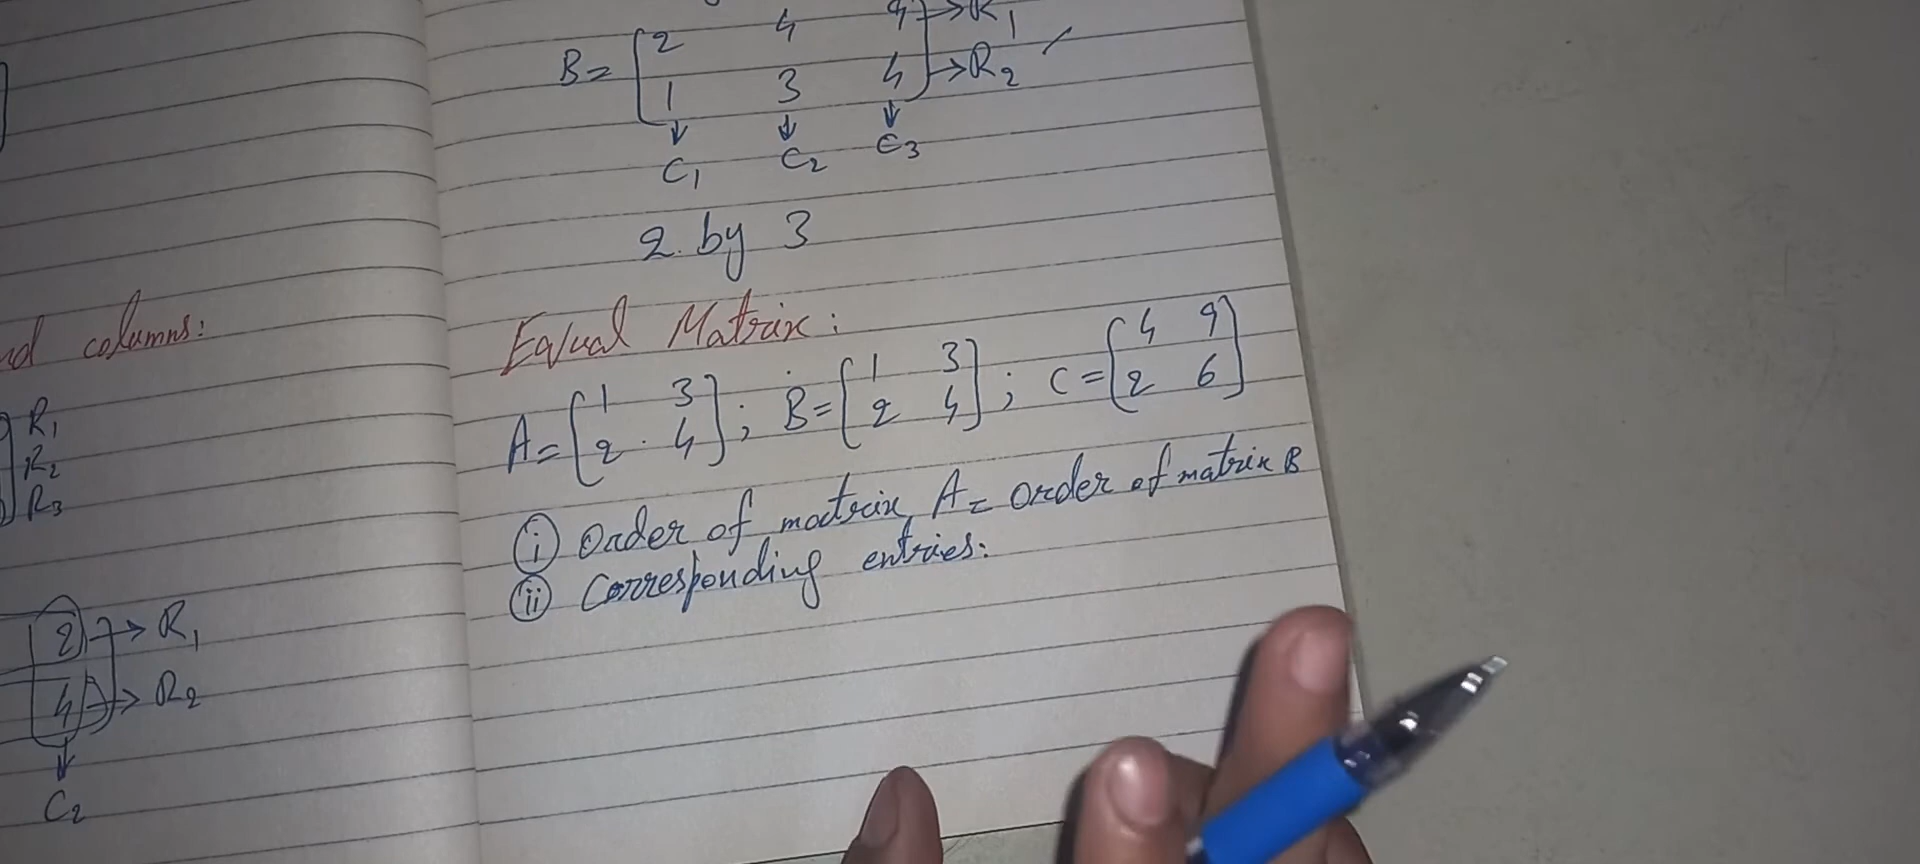 nd columns:
R1
R2
R3
2 → R1
4 → R2
C2
B = [2 4 4] → R1
[1 3 4] → R2
C1 C2 C3
2 by 3
Equal Matrix:
A = [1 3; B = [1 3; C = [4 9
2 4] 2 4] 2 6]
(i) Order of matrix A = order of matrix B
(ii) Corresponding entries: